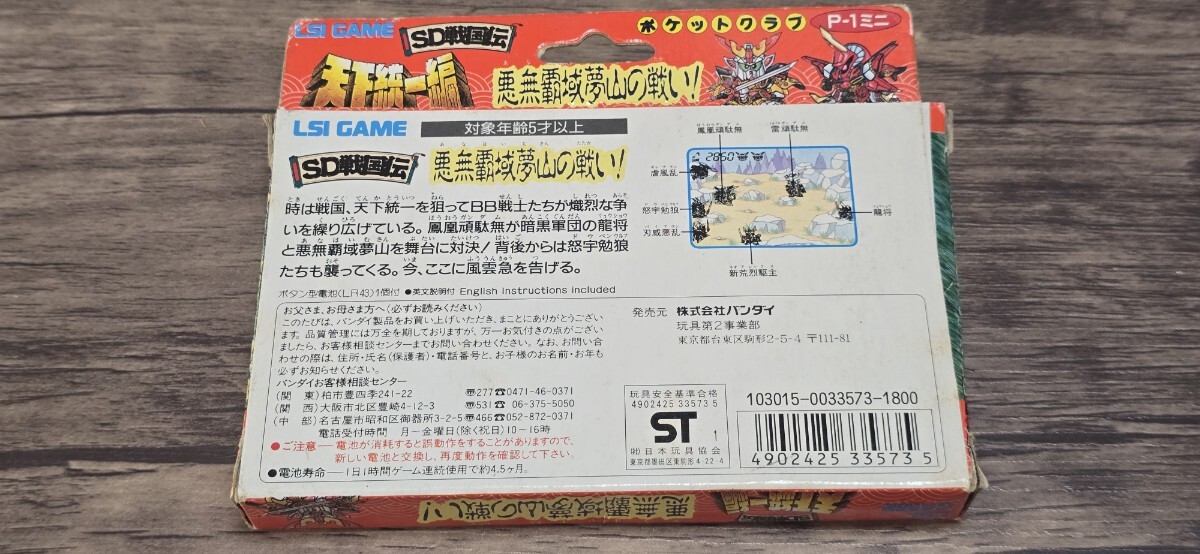 LSI GAME
SD戦国伝
ポケットクラブ
P-1ミニ
天下統一編
悪無覇域夢山の戦い!
LSI GAME
対象年齢5才以上
SD戦国伝
悪無覇域夢山の戦い!
時は戦国、天下統一を狙ってBB戦士たちが熾烈な争
いを繰り広げている。鳳凰頑駄無が暗黒軍団の龍将
と悪無覇域夢山を舞台に対決!背後からは怒宇勉狼
たちも襲ってくる。今、ここに風雲急を告げる。
ボタン型電池(LR43)1個付 ●英文説明付 English instructions included
鳳凰頑駄無
雷頑駄無
2850
虐風乱
怒宇勉狼
刃威悪乱
龍将
新荒烈駆主
お父さま、お母さま方へ(必ずお読みください)
このたびは、バンダイ製品をお買い上げいただき、まことにありがとうござい
ます。品質管理には万全を期しておりますが、万一お気付きの点がござい
ましたら、お客様相談センターまでお問い合わせください。なお、お問い合
わせの際は、住所・氏名(保護者)・電話番号と、お子様のお名前・お年も
必ずお知らせください。
バンダイお客様相談センター
(関 東)柏市豊四季241-22 〠277☎0471-46-0371
(関 西)大阪市北区豊崎4-12-3 〠531☎06-375-5050
(中 部)名古屋市昭和区御器所3-2-5 〠466☎052-872-0371
電話受付時間 月~金曜日(除く祝日)10~16時
●ご注意―電池が消耗すると誤動作をすることがありますので、
新しい電池と交換し、再度動作を確認して下さい。
●電池寿命―1日1時間ゲーム連続使用で約4.5ヶ月。
発売元 株式会社バンダイ
玩具第2事業部
東京都台東区駒形2-5-4 〒111-81
玩具安全基準合格
4902425 33573 5
ST 1
(社)日本玩具協会
東京都墨田区東駒形4-22-4
103015-0033573-1800
4902425 335735
悪無覇域夢山の戦い!
天下統一編